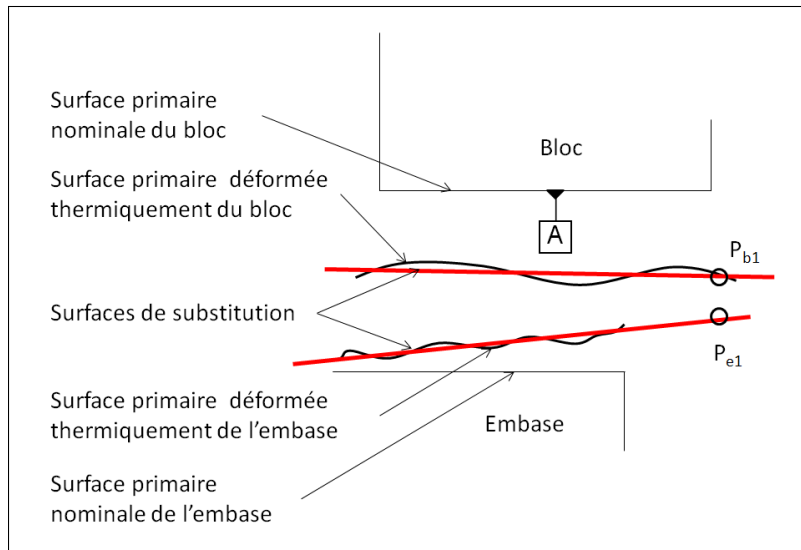 Surface primaire
nominale du bloc
Bloc
Surface primaire déformée
thermiquement du bloc
A
Pb1
Surfaces de substitution
Pe1
Surface primaire déformée
thermiquement de l'embase
Embase
Surface primaire
nominale de l'embase